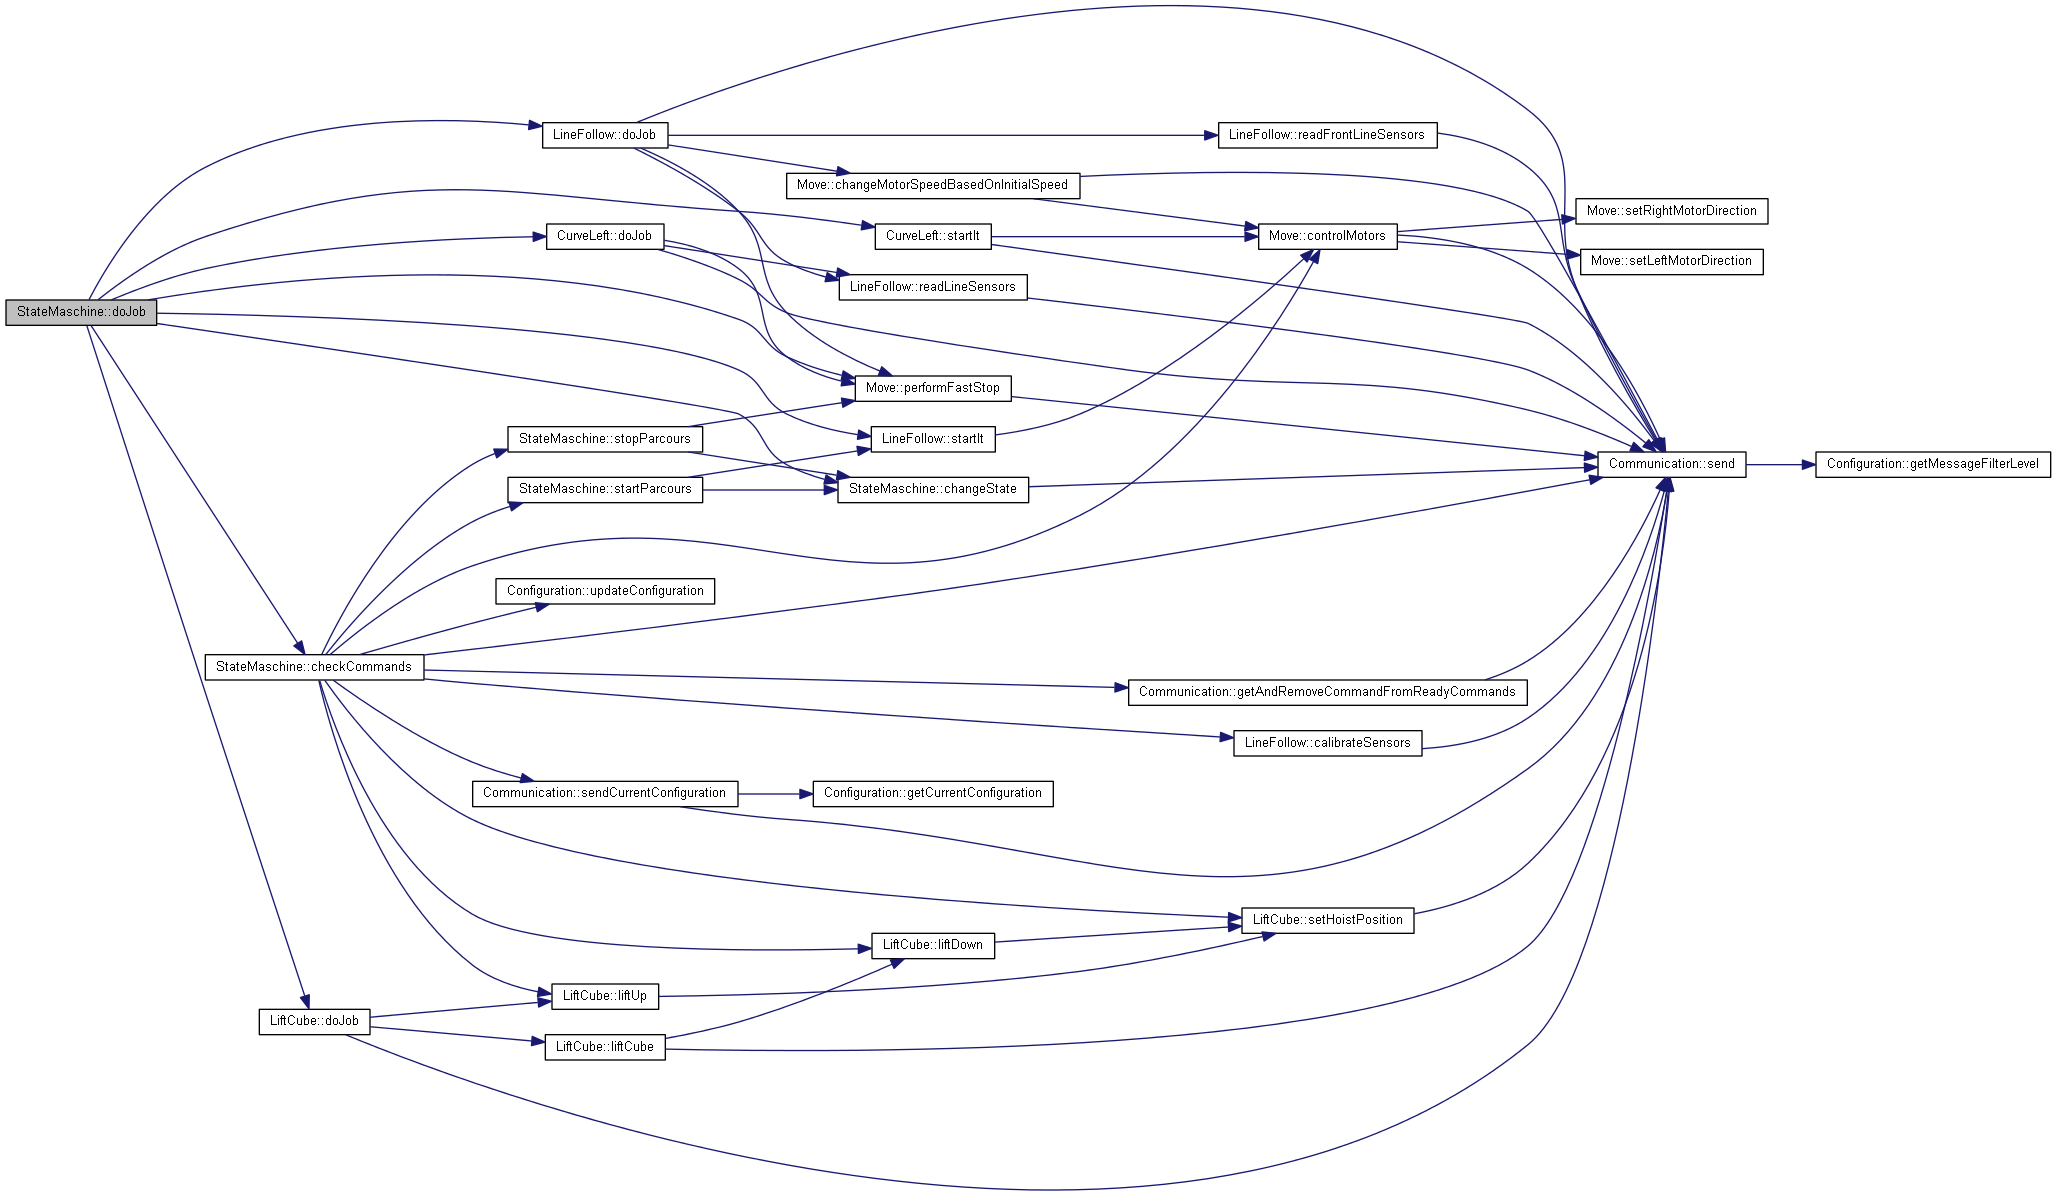 LineFollow::doJob
LineFollow::readFrontLineSensors
Move::changeMotorSpeedBasedOnInitialSpeed
Move::setRightMotorDirection
CurveLeft::doJob
CurveLeft::startIt
Move::controlMotors
Move::setLeftMotorDirection
LineFollow::readLineSensors
StateMaschine::doJob
Move::performFastStop
StateMaschine::stopParcours
LineFollow::startIt
Communication::send
Configuration::getMessageFilterLevel
StateMaschine::startParcours
StateMaschine::changeState
Configuration::updateConfiguration
StateMaschine::checkCommands
Communication::getAndRemoveCommandFromReadyCommands
LineFollow::calibrateSensors
Communication::sendCurrentConfiguration
Configuration::getCurrentConfiguration
LiftCube::setHoistPosition
LiftCube::liftDown
LiftCube::liftUp
LiftCube::doJob
LiftCube::liftCube